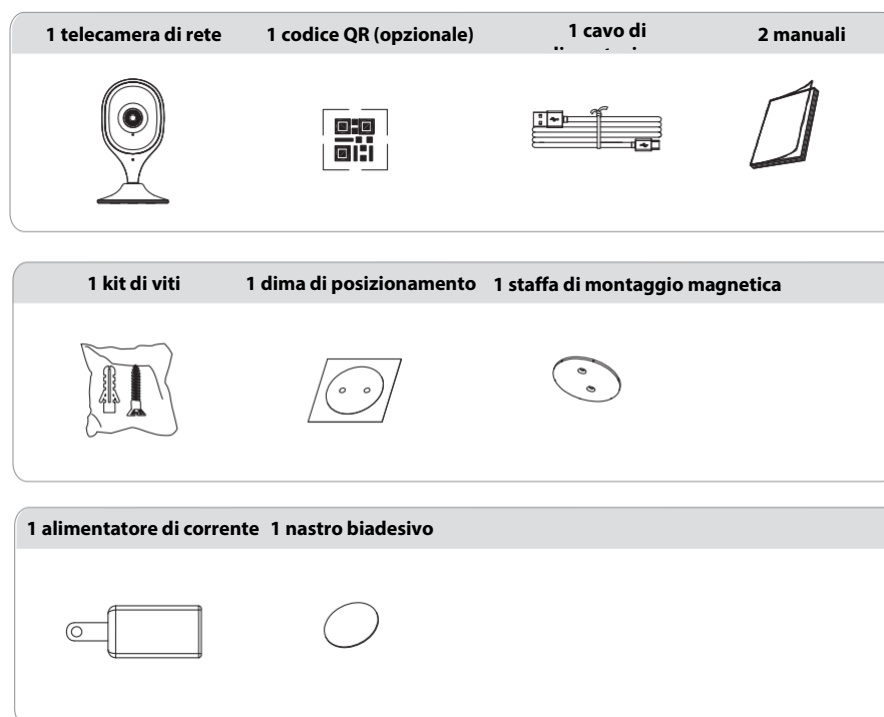 1 telecamera di rete 1 codice QR (opzionale) 1 cavo di 2 manuali
1 kit di viti 1 dima di posizionamento 1 staffa di montaggio magnetica
1 alimentatore di corrente 1 nastro biadesivo